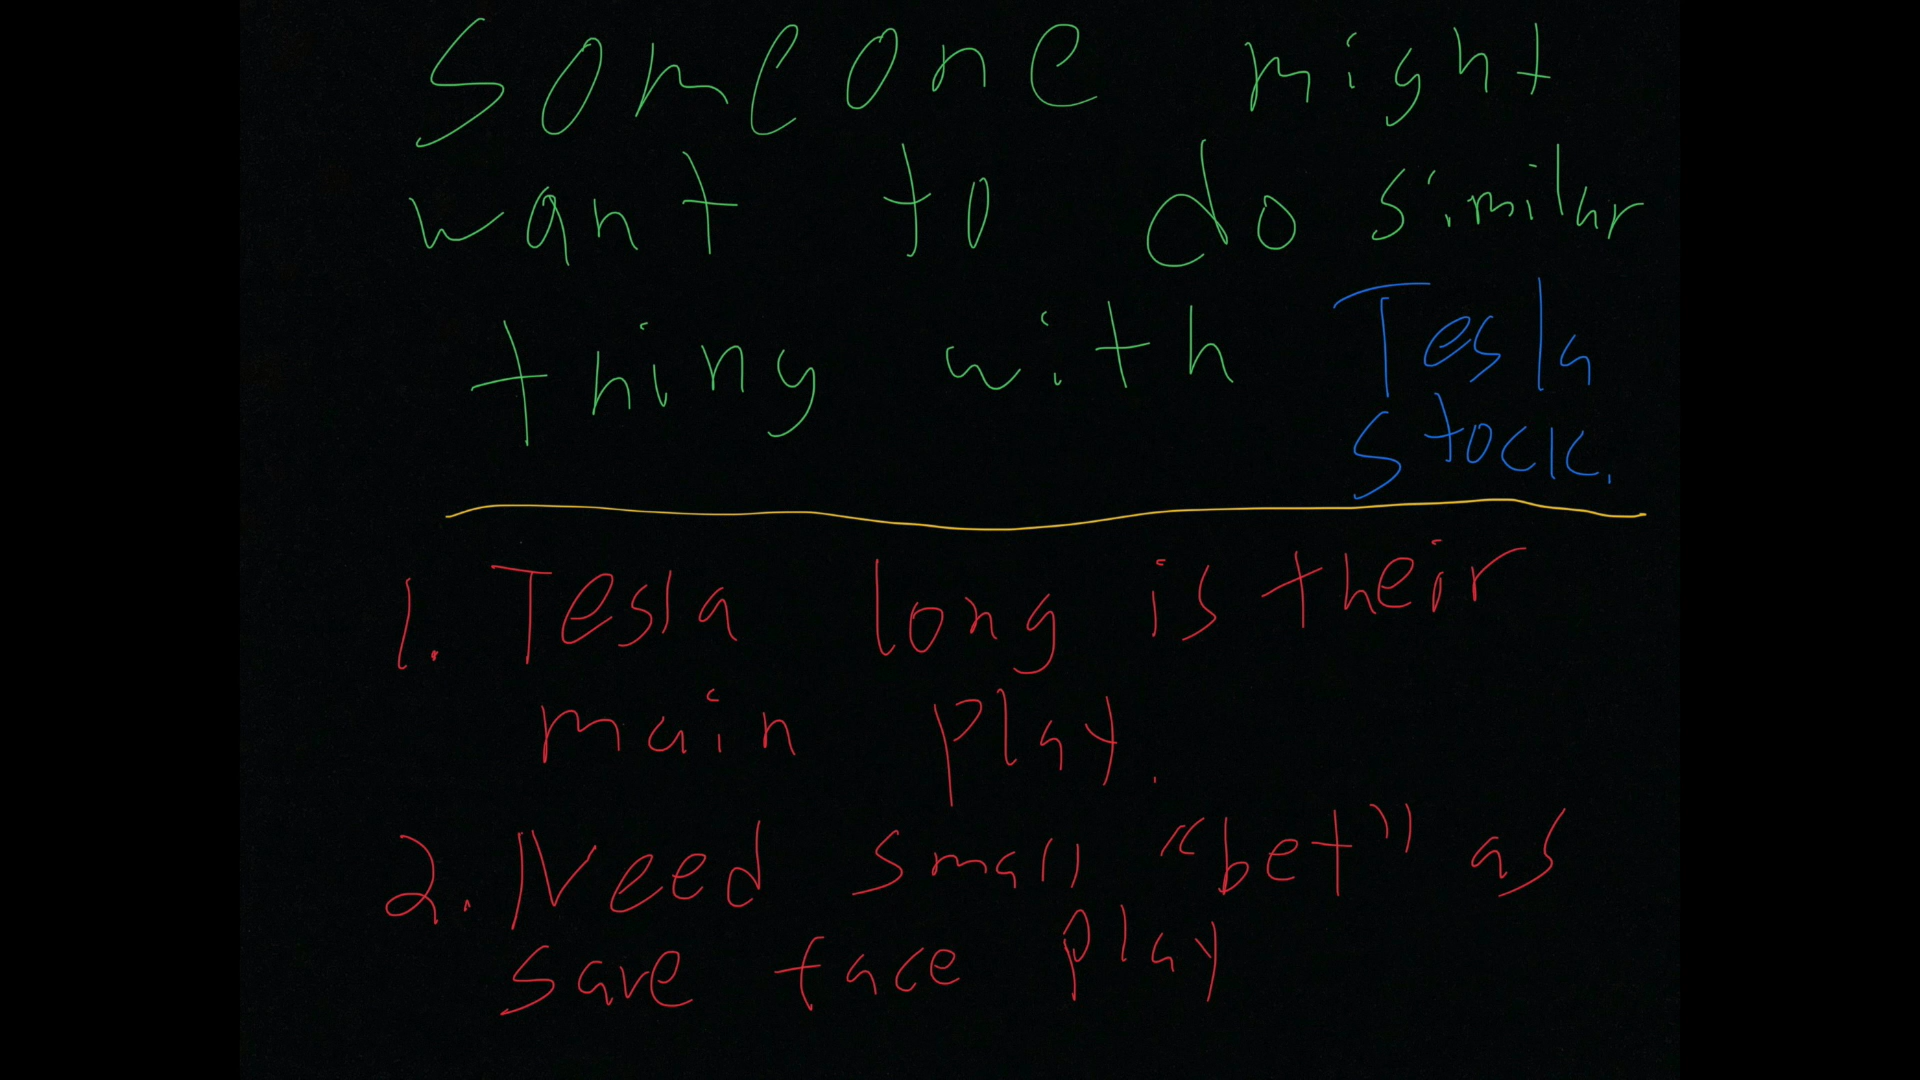 Someone might
want to do similar
thing with Tesla
stock.
1. Tesla long is their
main play.
2. Need small "bet" as
save face play